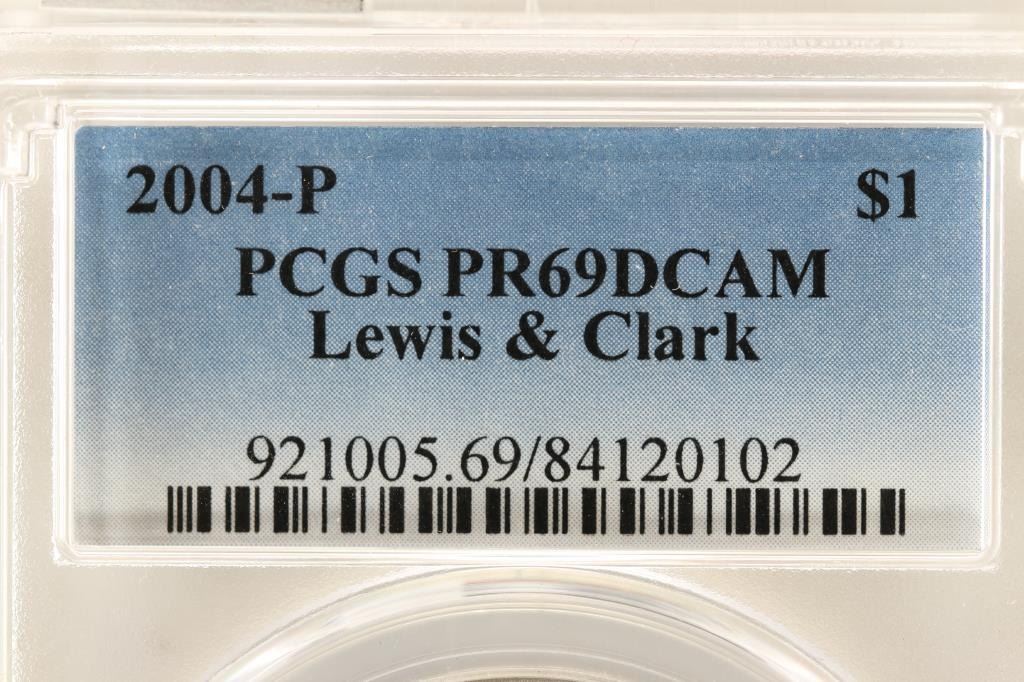 2004-P $1
PCGS PR69DCAM
Lewis & Clark
921005.69/84120102